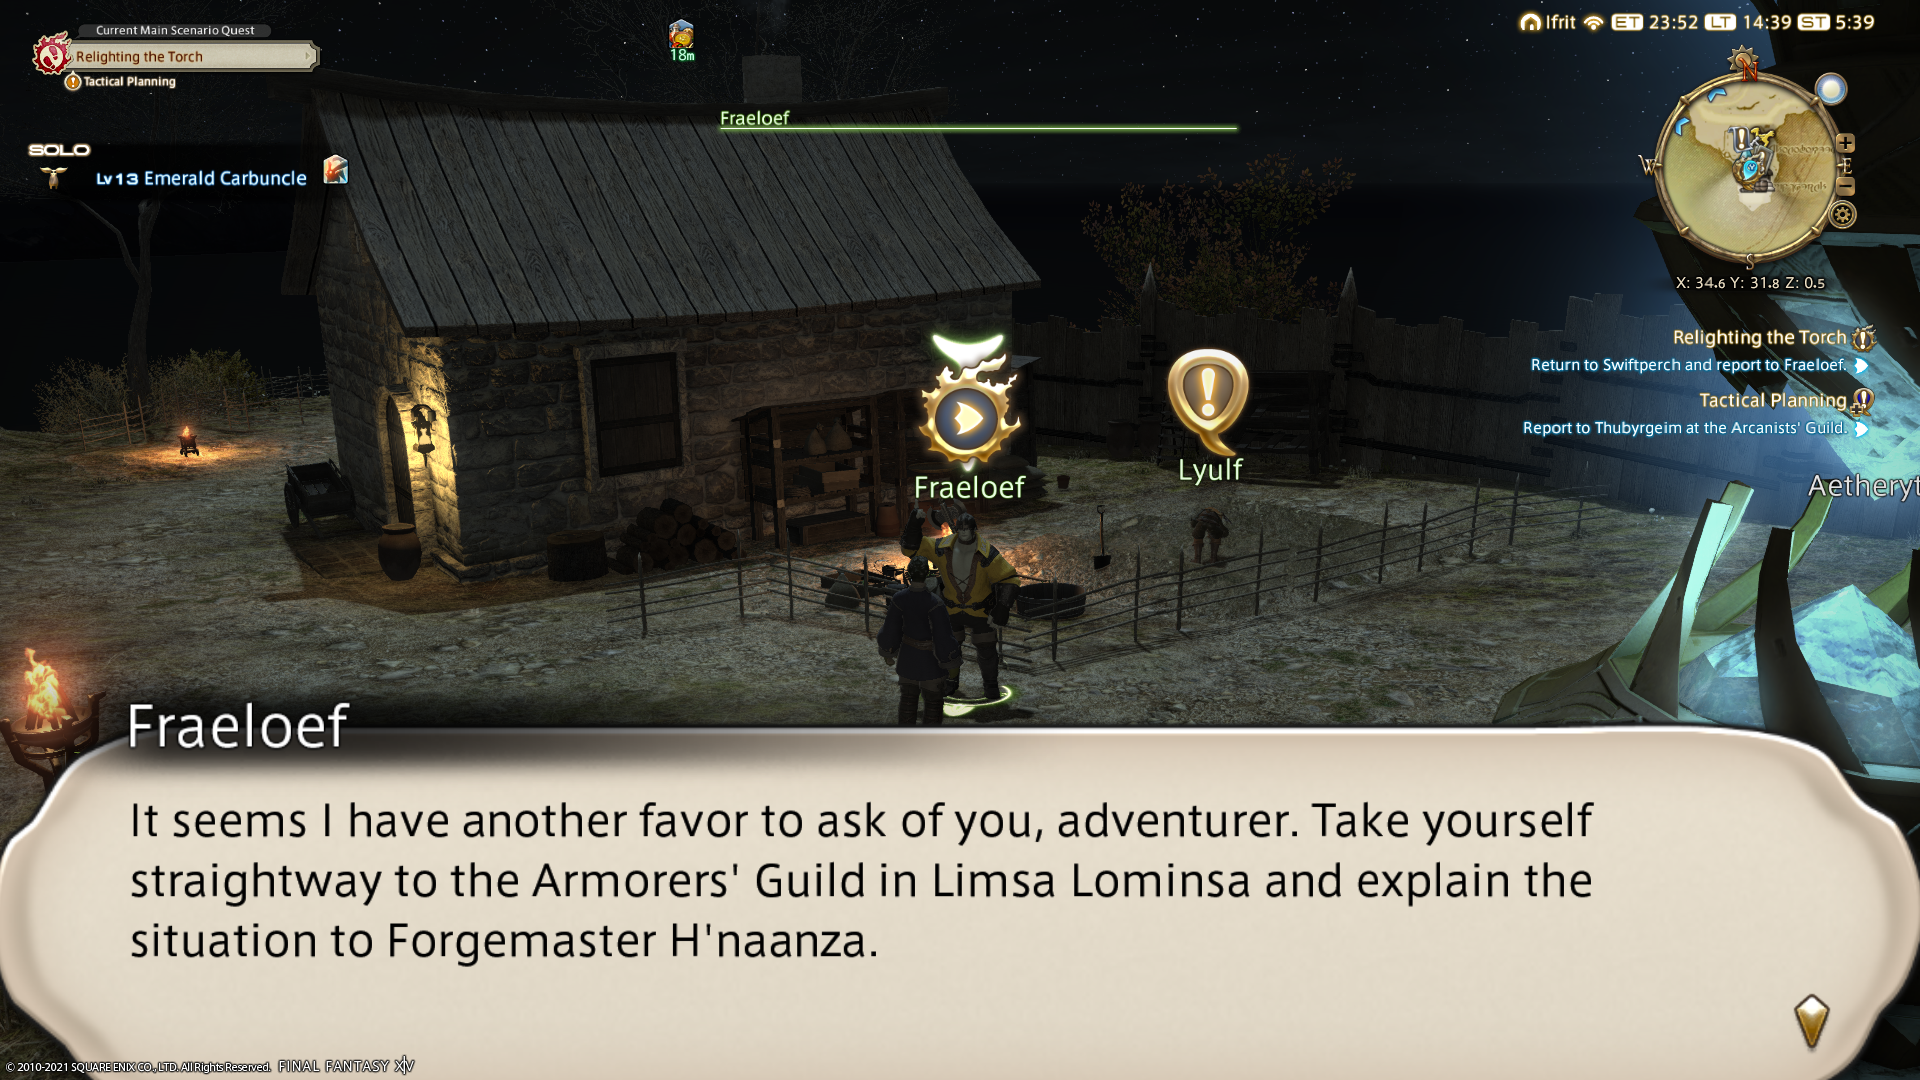 Current Main Scenario Quest
Relighting the Torch
Tactical Planning
SOLO
Lv13 Emerald Carbuncle
18m
Fraeloef
Ifrit ET 23:52 LT 14:39 ST 5:39
N
W
E
S
X: 34.6 Y: 31.8 Z: 0.5
Relighting the Torch
Return to Swiftperch and report to Fraeloef.
Tactical Planning
Report to Thubyrgeim at the Arcanists' Guild.
Fraeloef
Lyulf
Fraeloef
It seems I have another favor to ask of you, adventurer. Take yourself
straightway to the Armorers' Guild in Limsa Lominsa and explain the
situation to Forgemaster H'naanza.
© 2010-2021 SQUARE ENIX CO., LTD. All Rights Reserved. FINAL FANTASY XIV